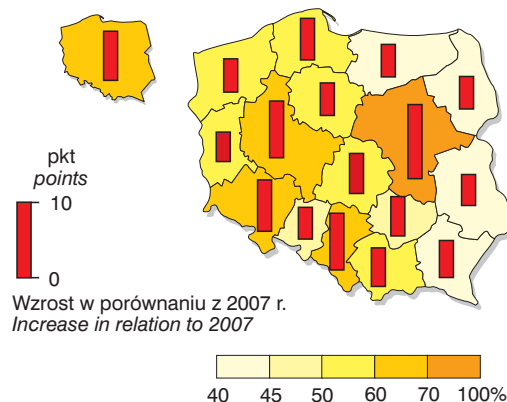 pkt
points
10
0
Wzrost w porównaniu z 2007 r.
Increase in relation to 2007
40 45 50 60 70 100%